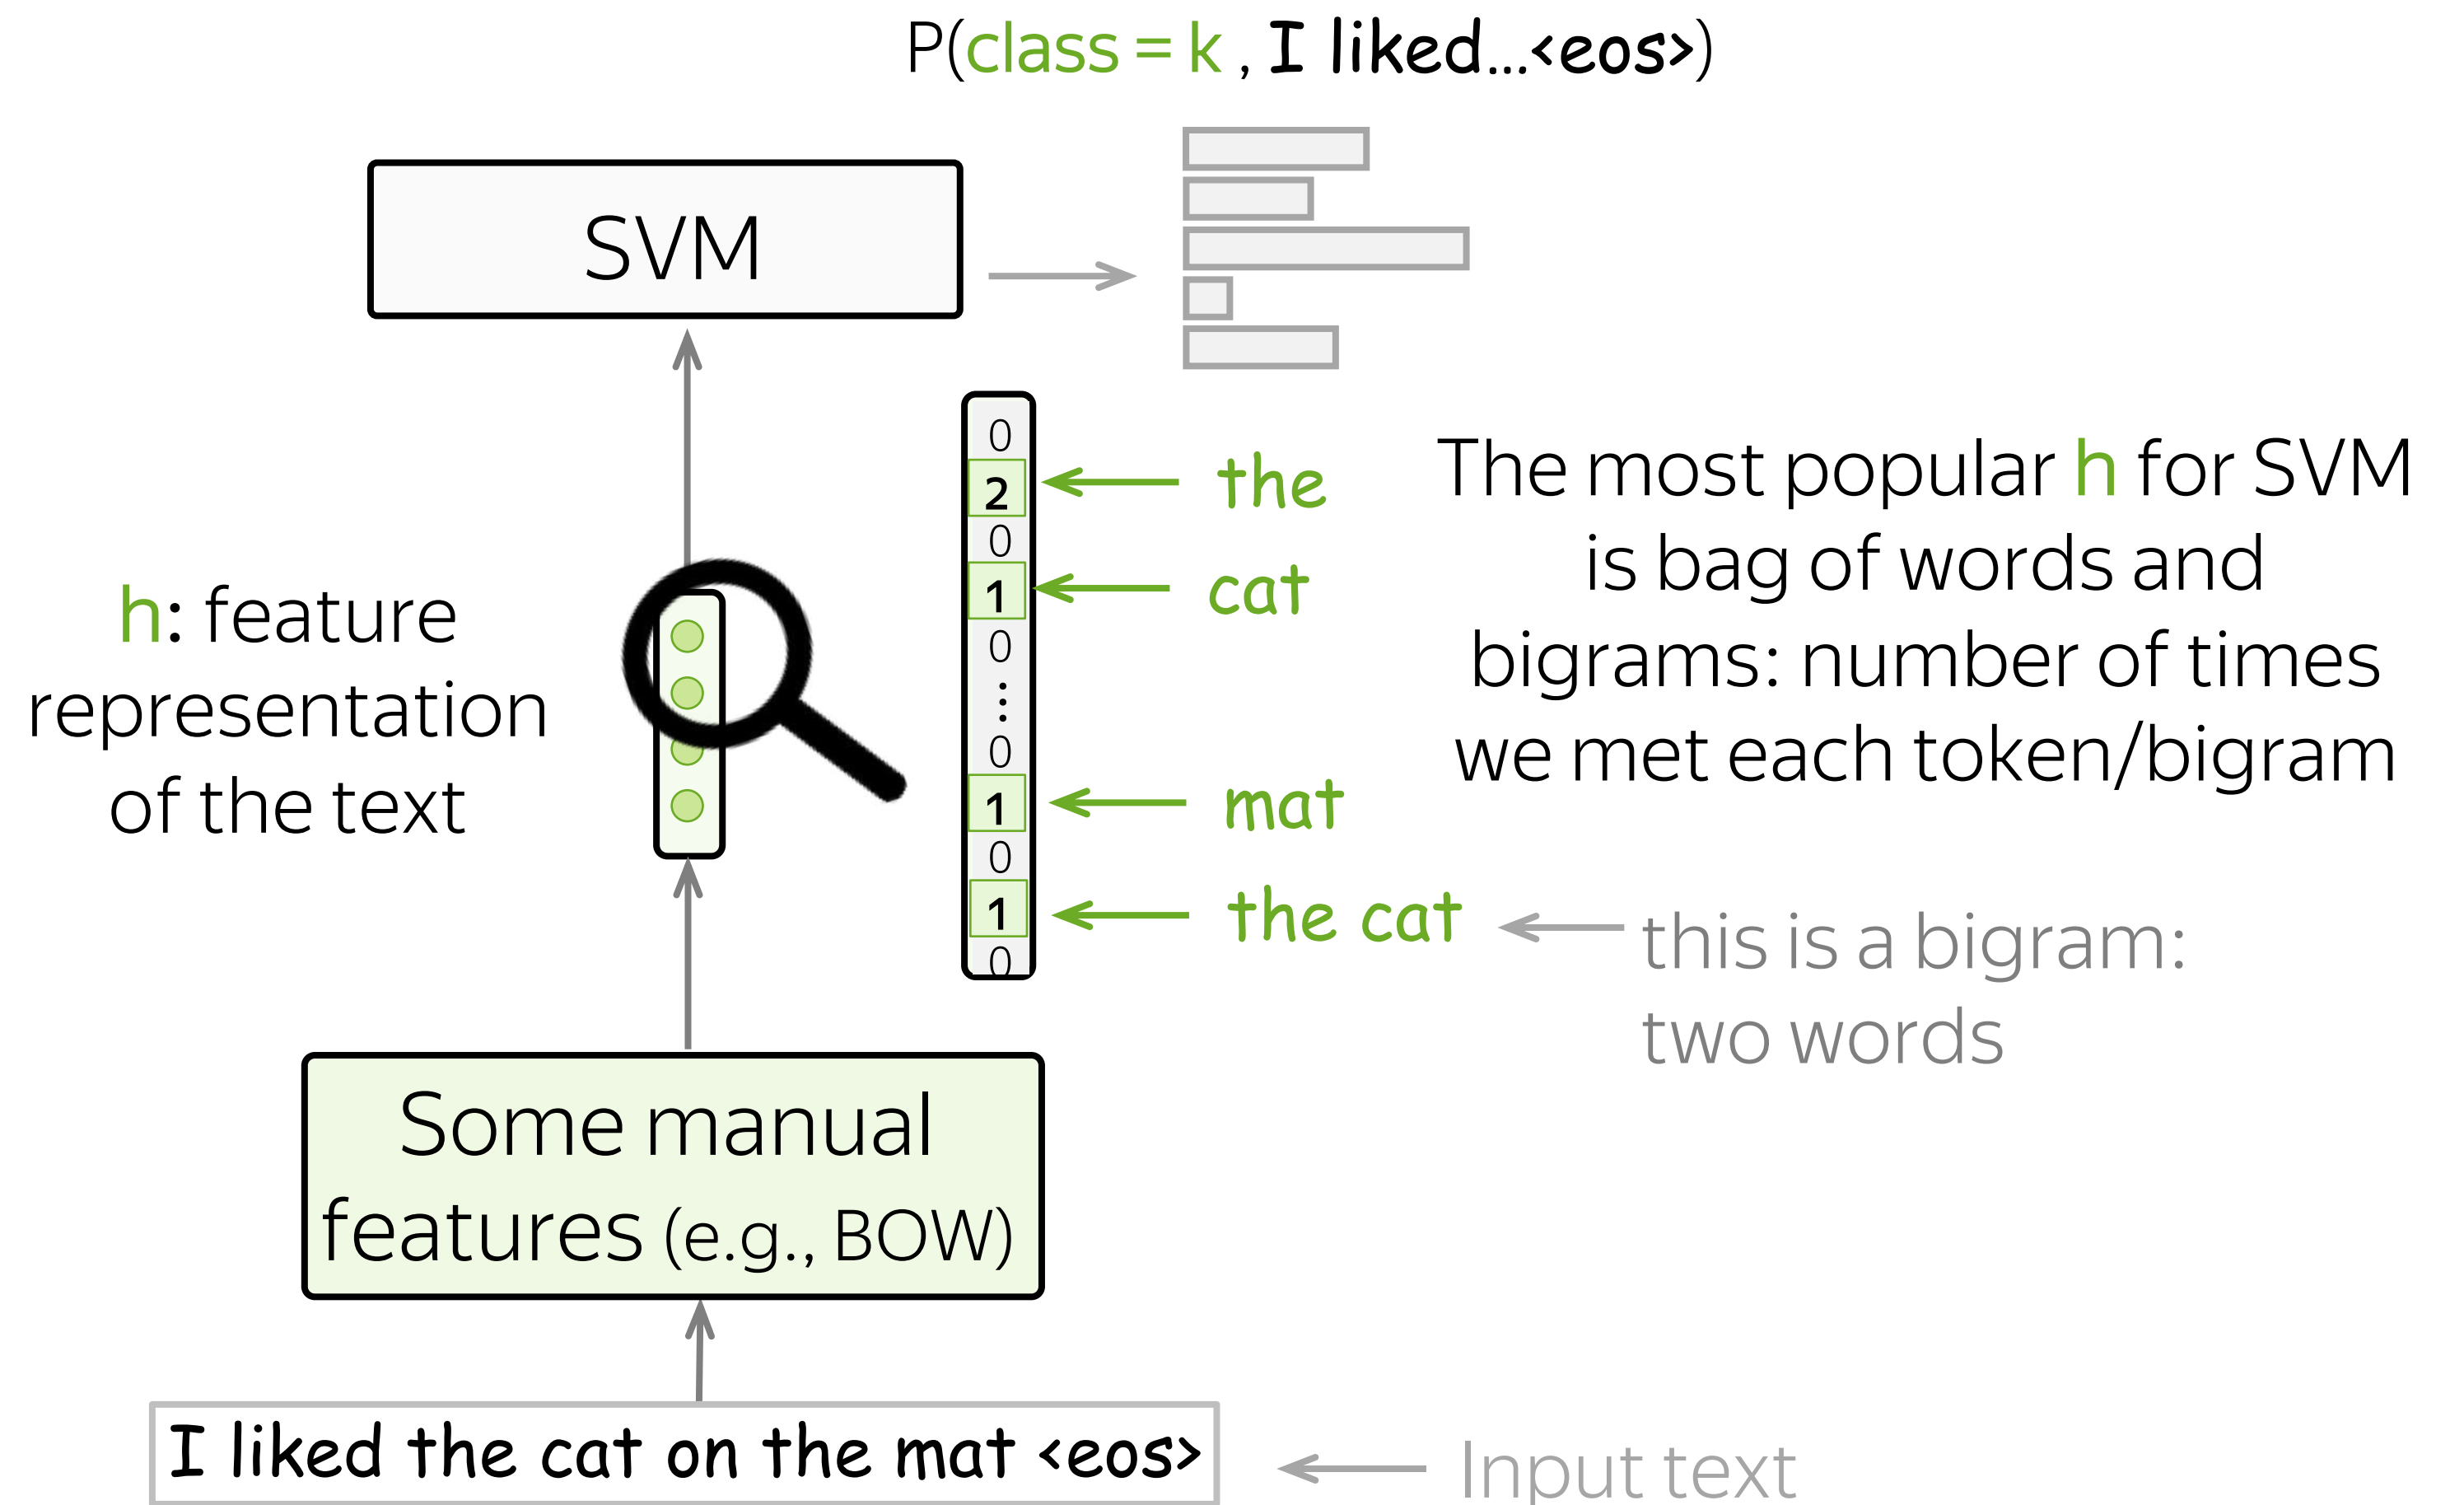 P(class = k , I liked...<eos>)
SVM
h: feature
representation
of the text
0
2
0
1
0
⋮
0
1
0
1
0
the
cat
mat
the cat
The most popular h for SVM
is bag of words and
bigrams: number of times
we met each token/bigram
this is a bigram:
two words
Some manual
features (e.g., BOW)
I liked the cat on the mat <eos>
Input text